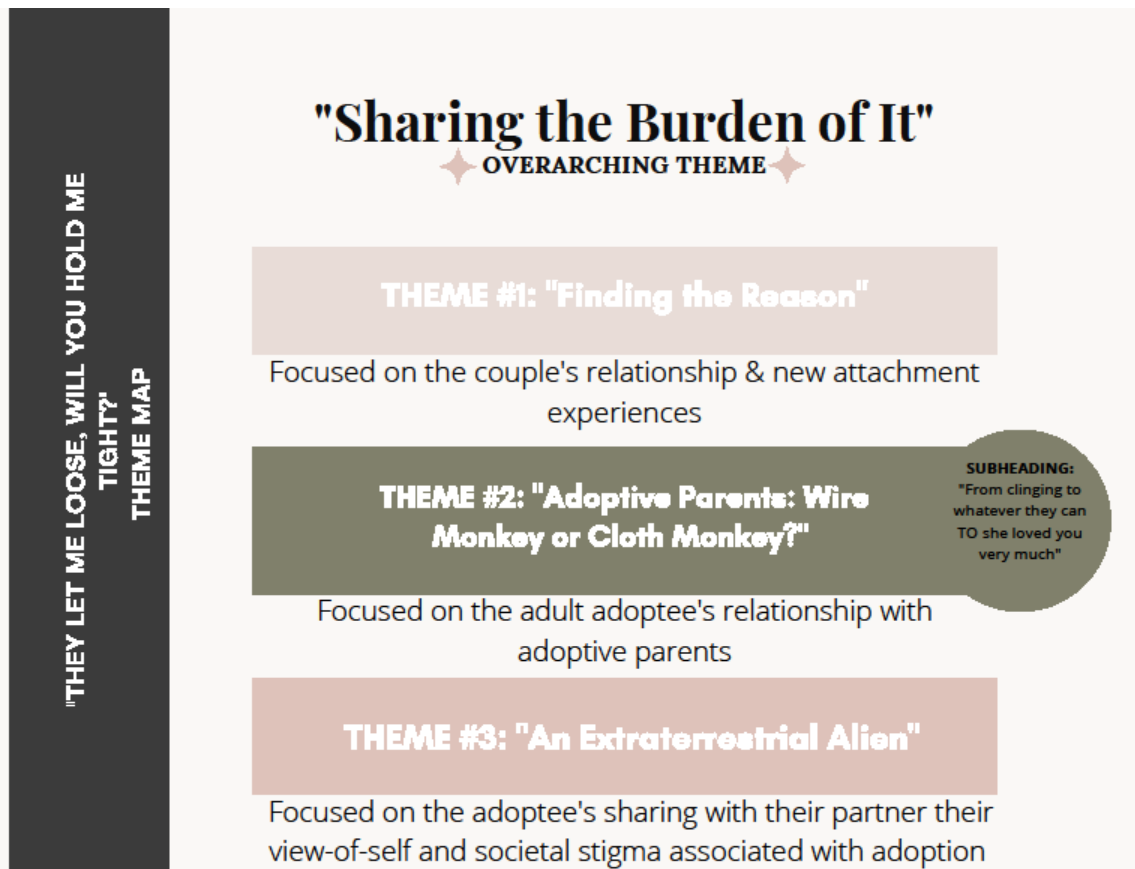 "THEY LET ME LOOSE, WILL YOU HOLD ME
TIGHT?"
THEME MAP
"Sharing the Burden of It"
OVERARCHING THEME
THEME #1: "Finding the Reason"
Focused on the couple's relationship & new attachment
experiences
THEME #2: "Adoptive Parents: Wire
Monkey or Cloth Monkey?"
SUBHEADING:
"From clinging to
whatever they can
TO she loved you
very much"
Focused on the adult adoptee's relationship with
adoptive parents
THEME #3: "An Extraterrestrial Alien"
Focused on the adoptee's sharing with their partner their
view-of-self and societal stigma associated with adoption